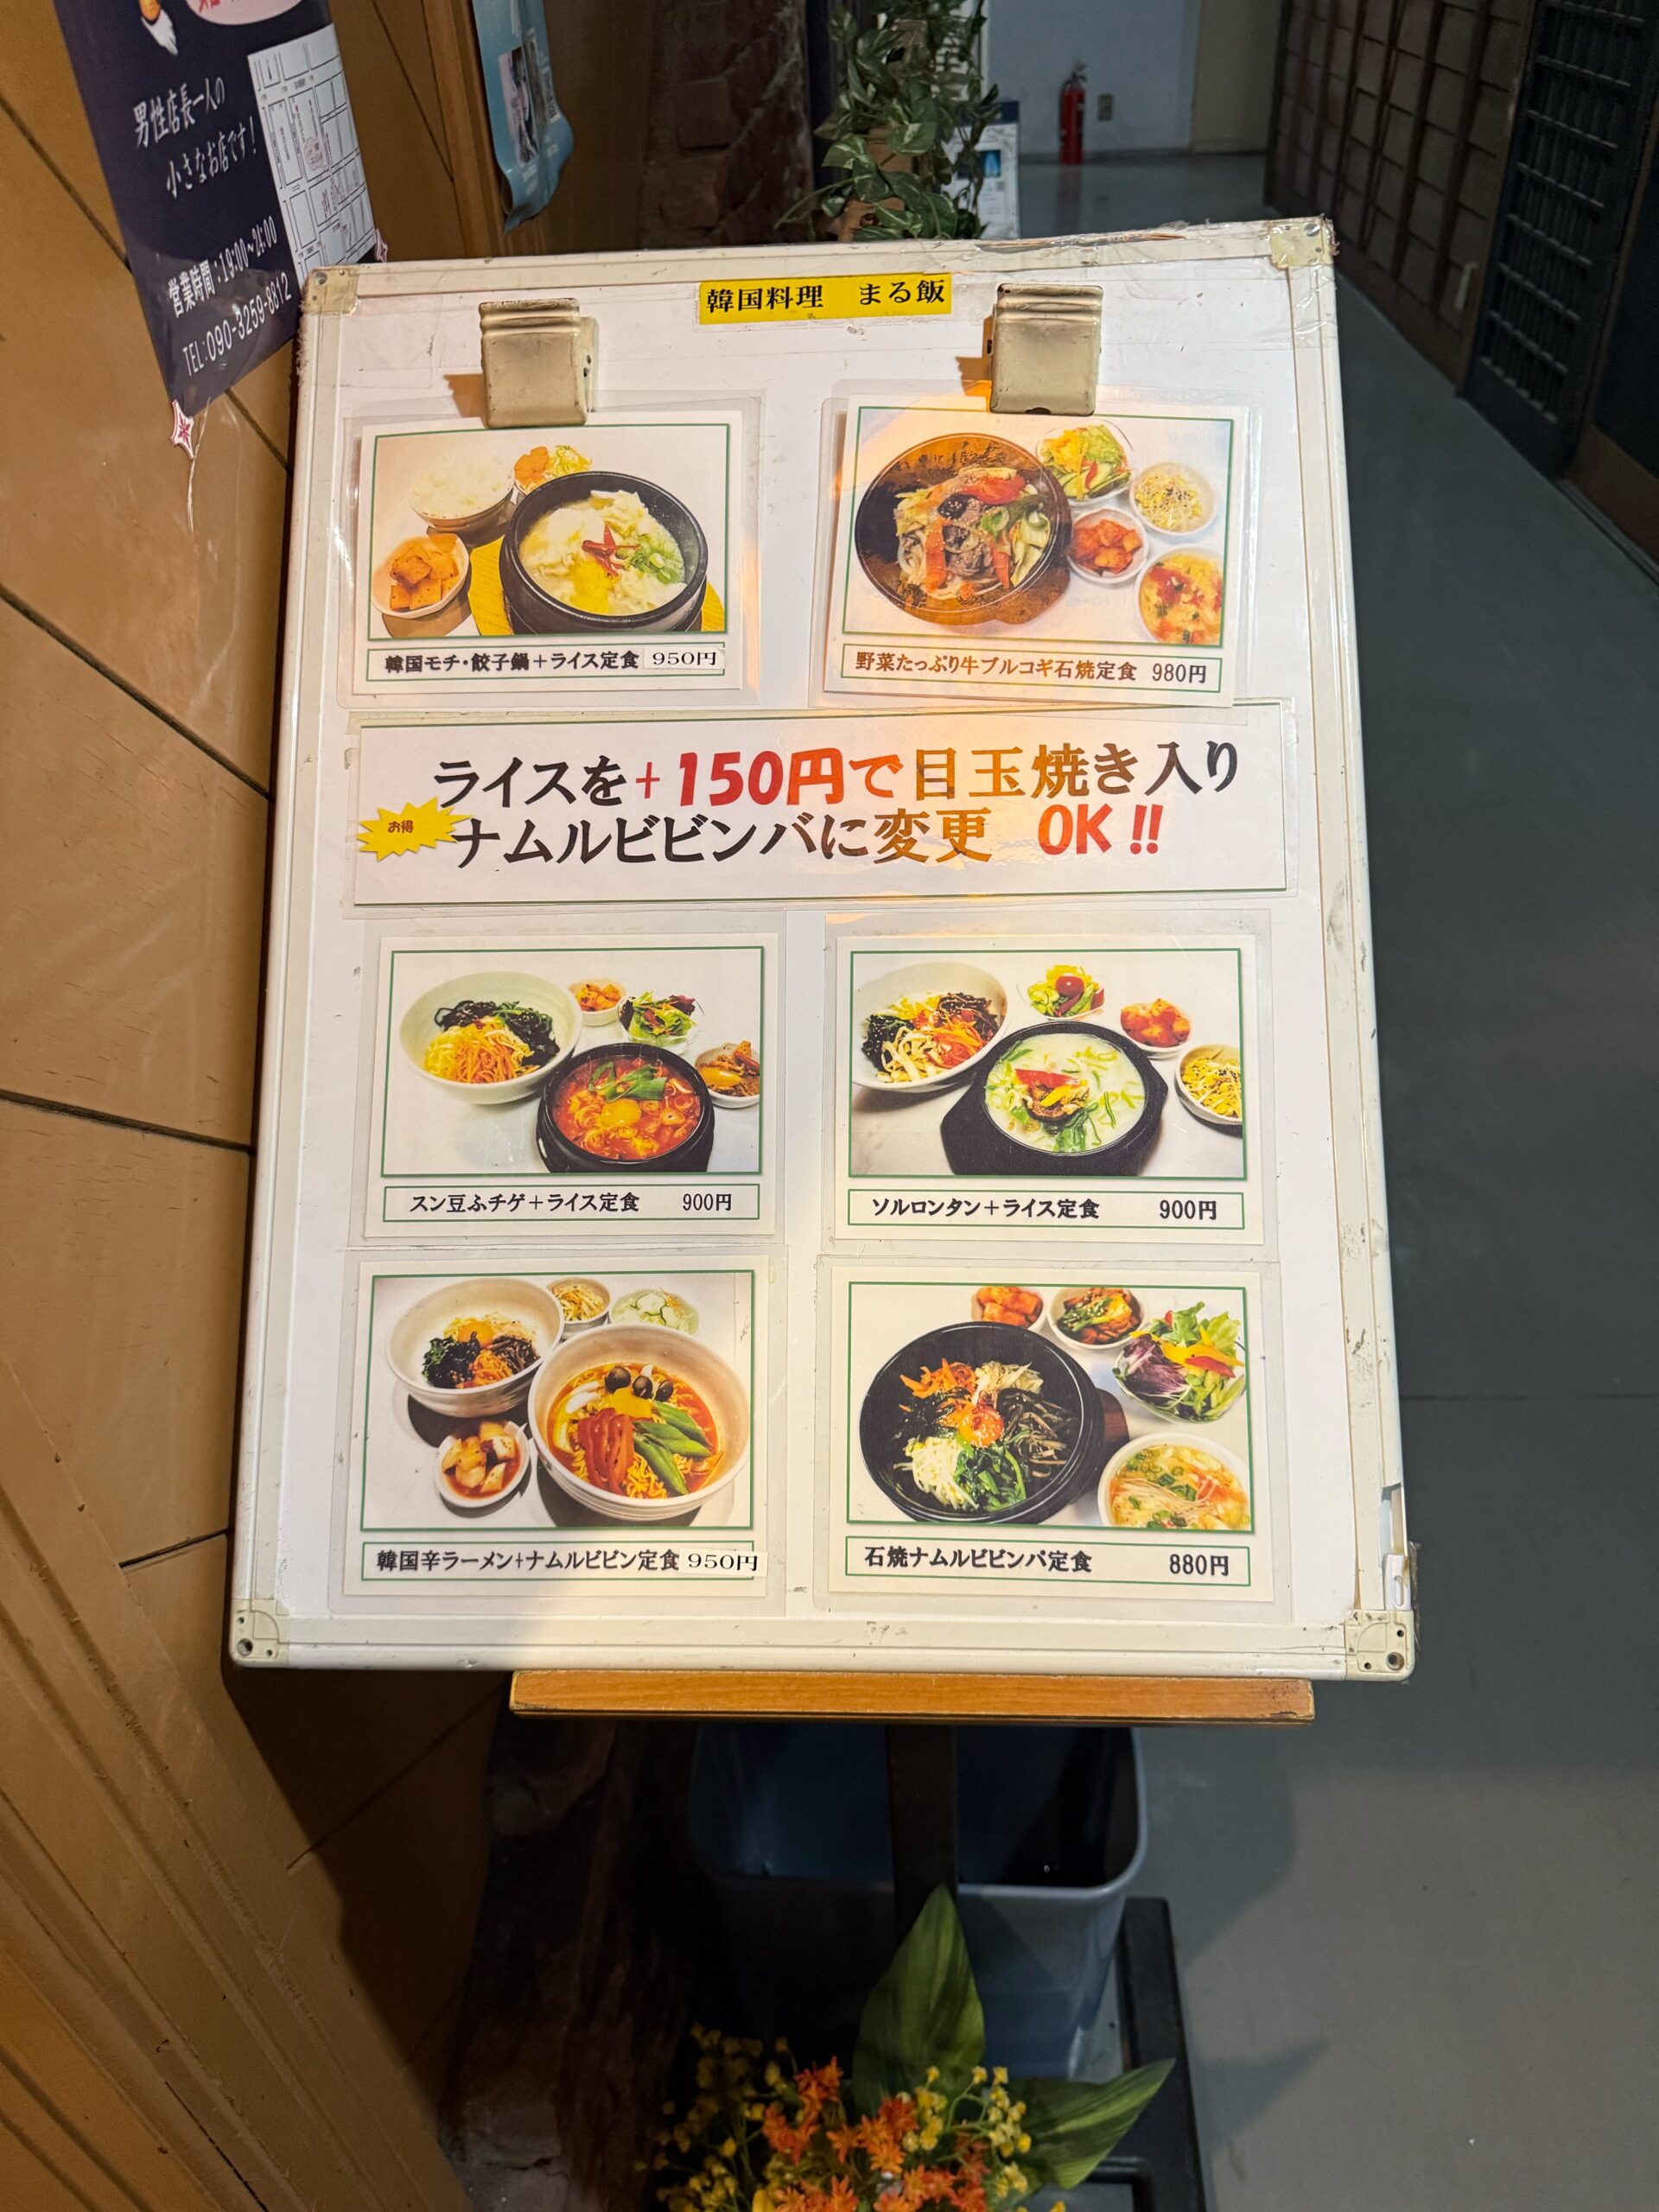 男性店長一人の
小さなお店です!
営業時間:19:00~24:00
TEL:090-3259-8812
韓国料理 まる飯
韓国モチ・餃子鍋+ライス定食 950円
野菜たっぷり牛ブルコギ石焼定食 980円
ライスを+150円で目玉焼き入り
お得
ナムルビビンバに変更 OK!!
スン豆ふチゲ+ライス定食 900円
ソルロンタン+ライス定食 900円
韓国辛ラーメン+ナムルビビン定食 950円
石焼ナムルビビンパ定食 880円